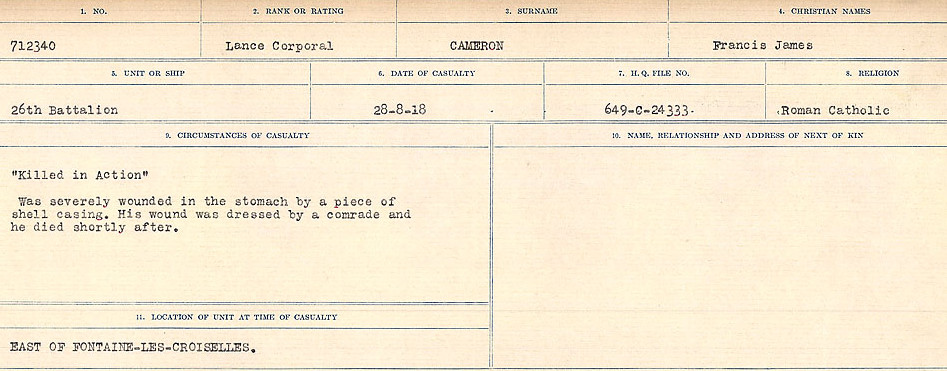 1. NO. 2. RANK OR RATING 3. SURNAME 4. CHRISTIAN NAMES
712340 Lance Corporal CAMERON Francis James
5. UNIT OR SHIP 6. DATE OF CASUALTY 7. H. Q. FILE NO. 8. RELIGION
26th Battalion 28-8-18 649-C-24333. Roman Catholic
9. CIRCUMSTANCES OF CASUALTY 10. NAME, RELATIONSHIP AND ADDRESS OF NEXT OF KIN
"Killed in Action"
Was severely wounded in the stomach by a piece of
shell casing. His wound was dressed by a comrade and
he died shortly after.
11. LOCATION OF UNIT AT TIME OF CASUALTY
EAST OF FONTAINE-LES-CROISELLES.